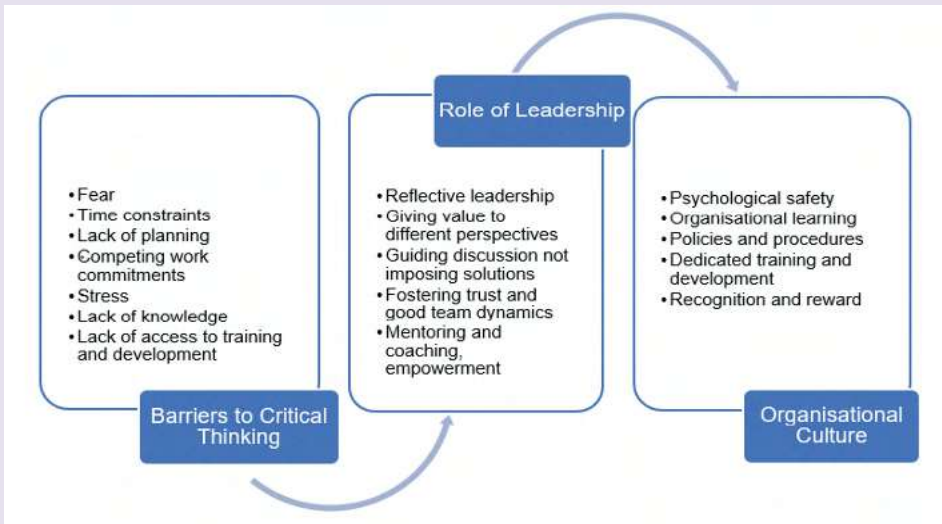 • Fear
• Time constraints
• Lack of planning
• Competing work
commitments
• Stress
• Lack of knowledge
• Lack of access to training
and development
Barriers to Critical
Thinking
Role of Leadership
• Reflective leadership
• Giving value to
different perspectives
• Guiding discussion not
imposing solutions
• Fostering trust and
good team dynamics
• Mentoring and
coaching,
empowerment
• Psychological safety
• Organisational learning
• Policies and procedures
• Dedicated training and
development
• Recognition and reward
Organisational
Culture